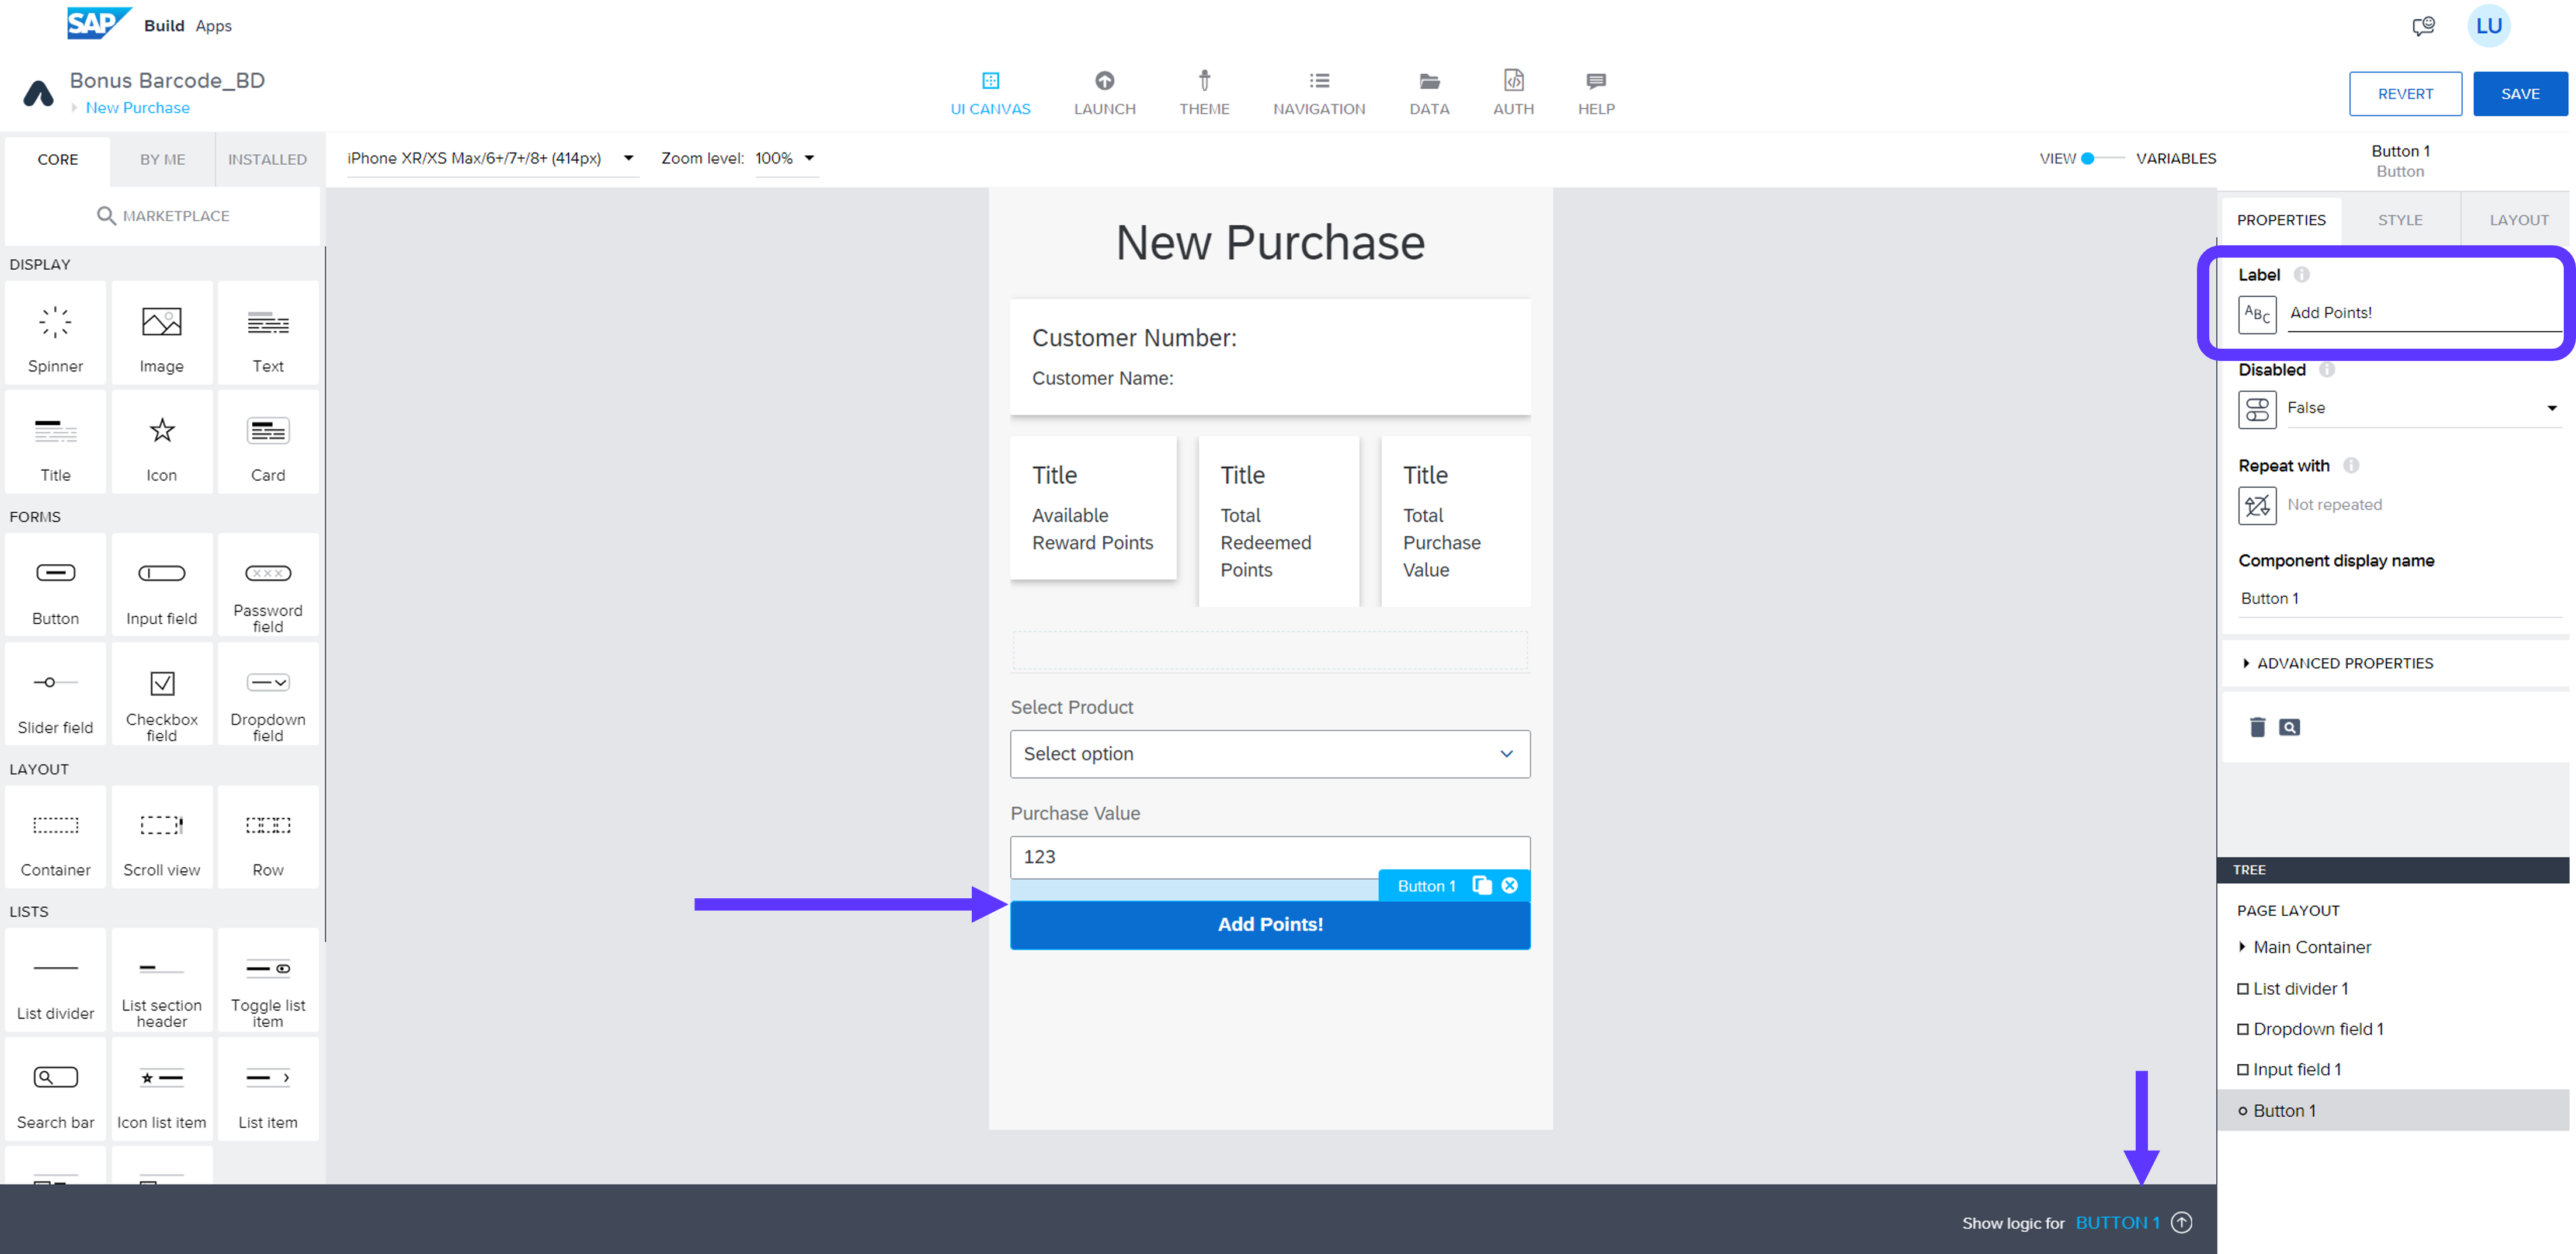 SAP Build Apps
LU
Bonus Barcode_BD
New Purchase
UI CANVAS
LAUNCH
THEME
NAVIGATION
DATA
AUTH
HELP
REVERT
SAVE
CORE
BY ME
INSTALLED
iPhone XR/XS Max/6+/7+/8+ (414px)
Zoom level: 100%
VIEW
VARIABLES
Button 1
Button
MARKETPLACE
DISPLAY
Spinner
Image
Text
Title
Icon
Card
FORMS
Button
Input field
Password
field
Slider field
Checkbox
field
Dropdown
field
LAYOUT
Container
Scroll view
Row
LISTS
List divider
List section
header
Toggle list
item
Search bar
Icon list item
List item
New Purchase
Customer Number:
Customer Name:
Title
Available
Reward Points
Title
Total
Redeemed
Points
Title
Total
Purchase
Value
Select Product
Select option
Purchase Value
123
Button 1
Add Points!
PROPERTIES
STYLE
LAYOUT
Label
ABC
Add Points!
Disabled
False
Repeat with
Not repeated
Component display name
Button 1
ADVANCED PROPERTIES
TREE
PAGE LAYOUT
Main Container
List divider 1
Dropdown field 1
Input field 1
Button 1
Show logic for BUTTON 1